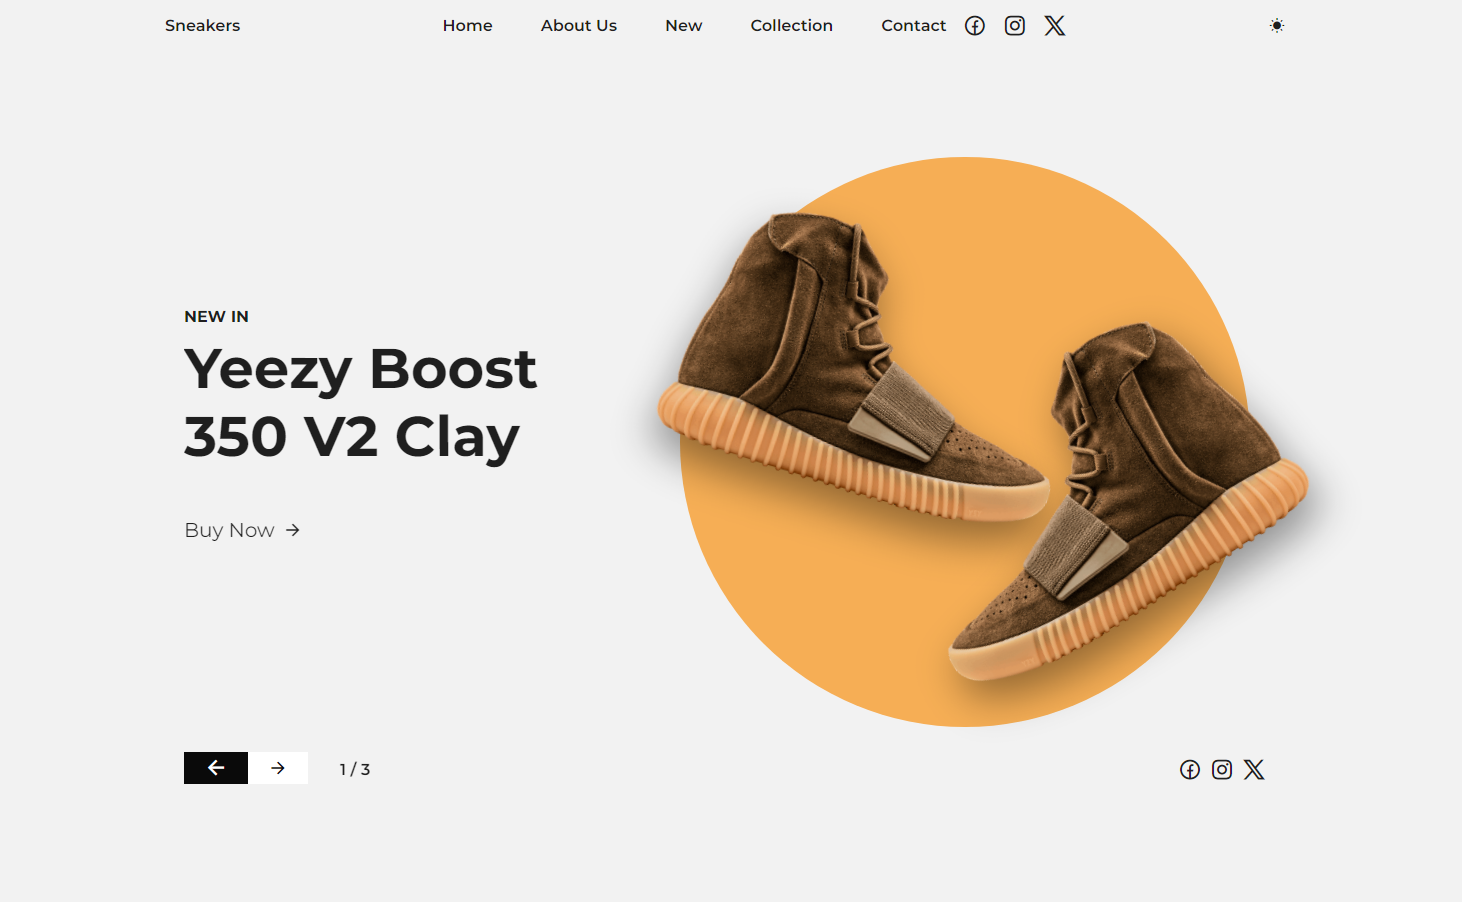 Sneakers
Home
About Us
New
Collection
Contact
NEW IN
Yeezy Boost
350 V2 Clay
Buy Now
1 / 3